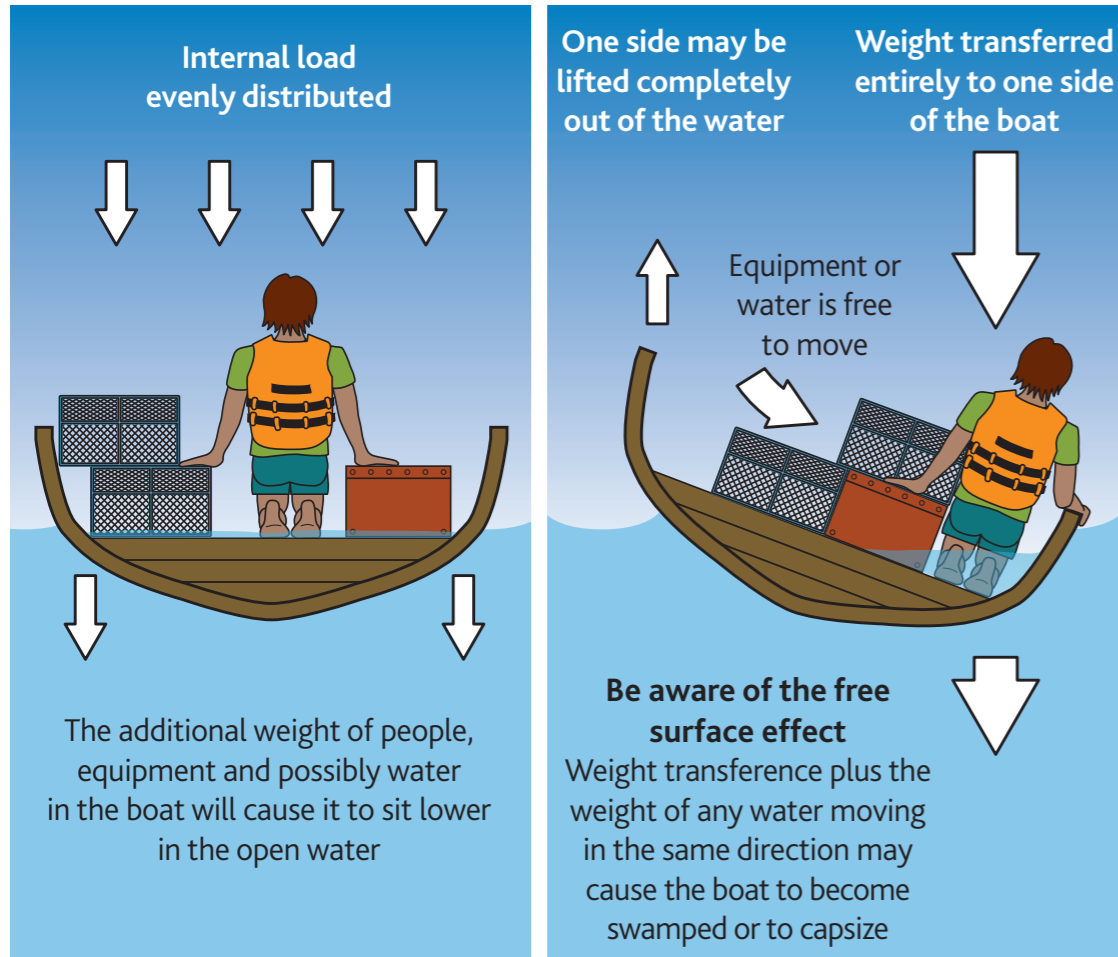 Internal load
evenly distributed
The additional weight of people,
equipment and possibly water
in the boat will cause it to sit lower
in the open water
One side may be
lifted completely
out of the water
Weight transferred
entirely to one side
of the boat
Equipment or
water is free
to move
Be aware of the free
surface effect
Weight transference plus the
weight of any water moving
in the same direction may
cause the boat to become
swamped or to capsize